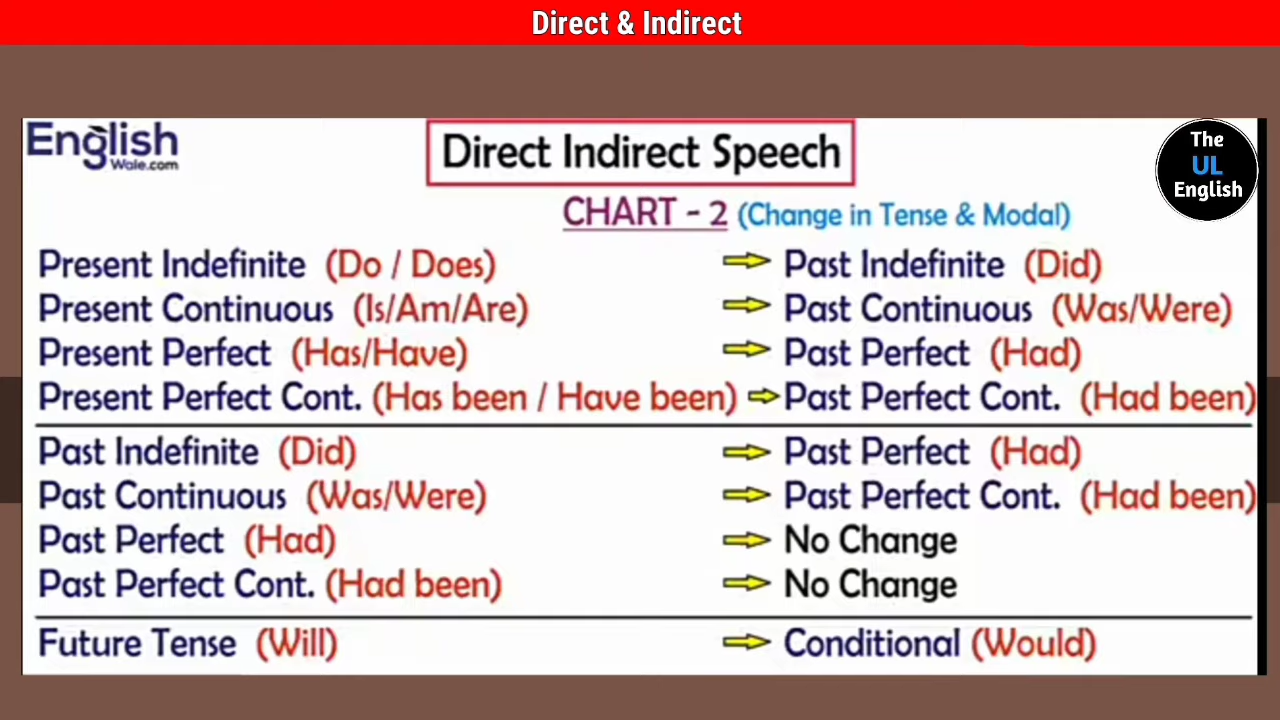 Direct & Indirect
English
Wale.com
Direct Indirect Speech
The
UL
English
CHART - 2 (Change in Tense & Modal)
Present Indefinite (Do / Does) Past Indefinite (Did)
Present Continuous (Is/Am/Are) Past Continuous (Was/Were)
Present Perfect (Has/Have) Past Perfect (Had)
Present Perfect Cont. (Has been / Have been) Past Perfect Cont. (Had been)
Past Indefinite (Did) Past Perfect (Had)
Past Continuous (Was/Were) Past Perfect Cont. (Had been)
Past Perfect (Had) No Change
Past Perfect Cont. (Had been) No Change
Future Tense (Will) Conditional (Would)